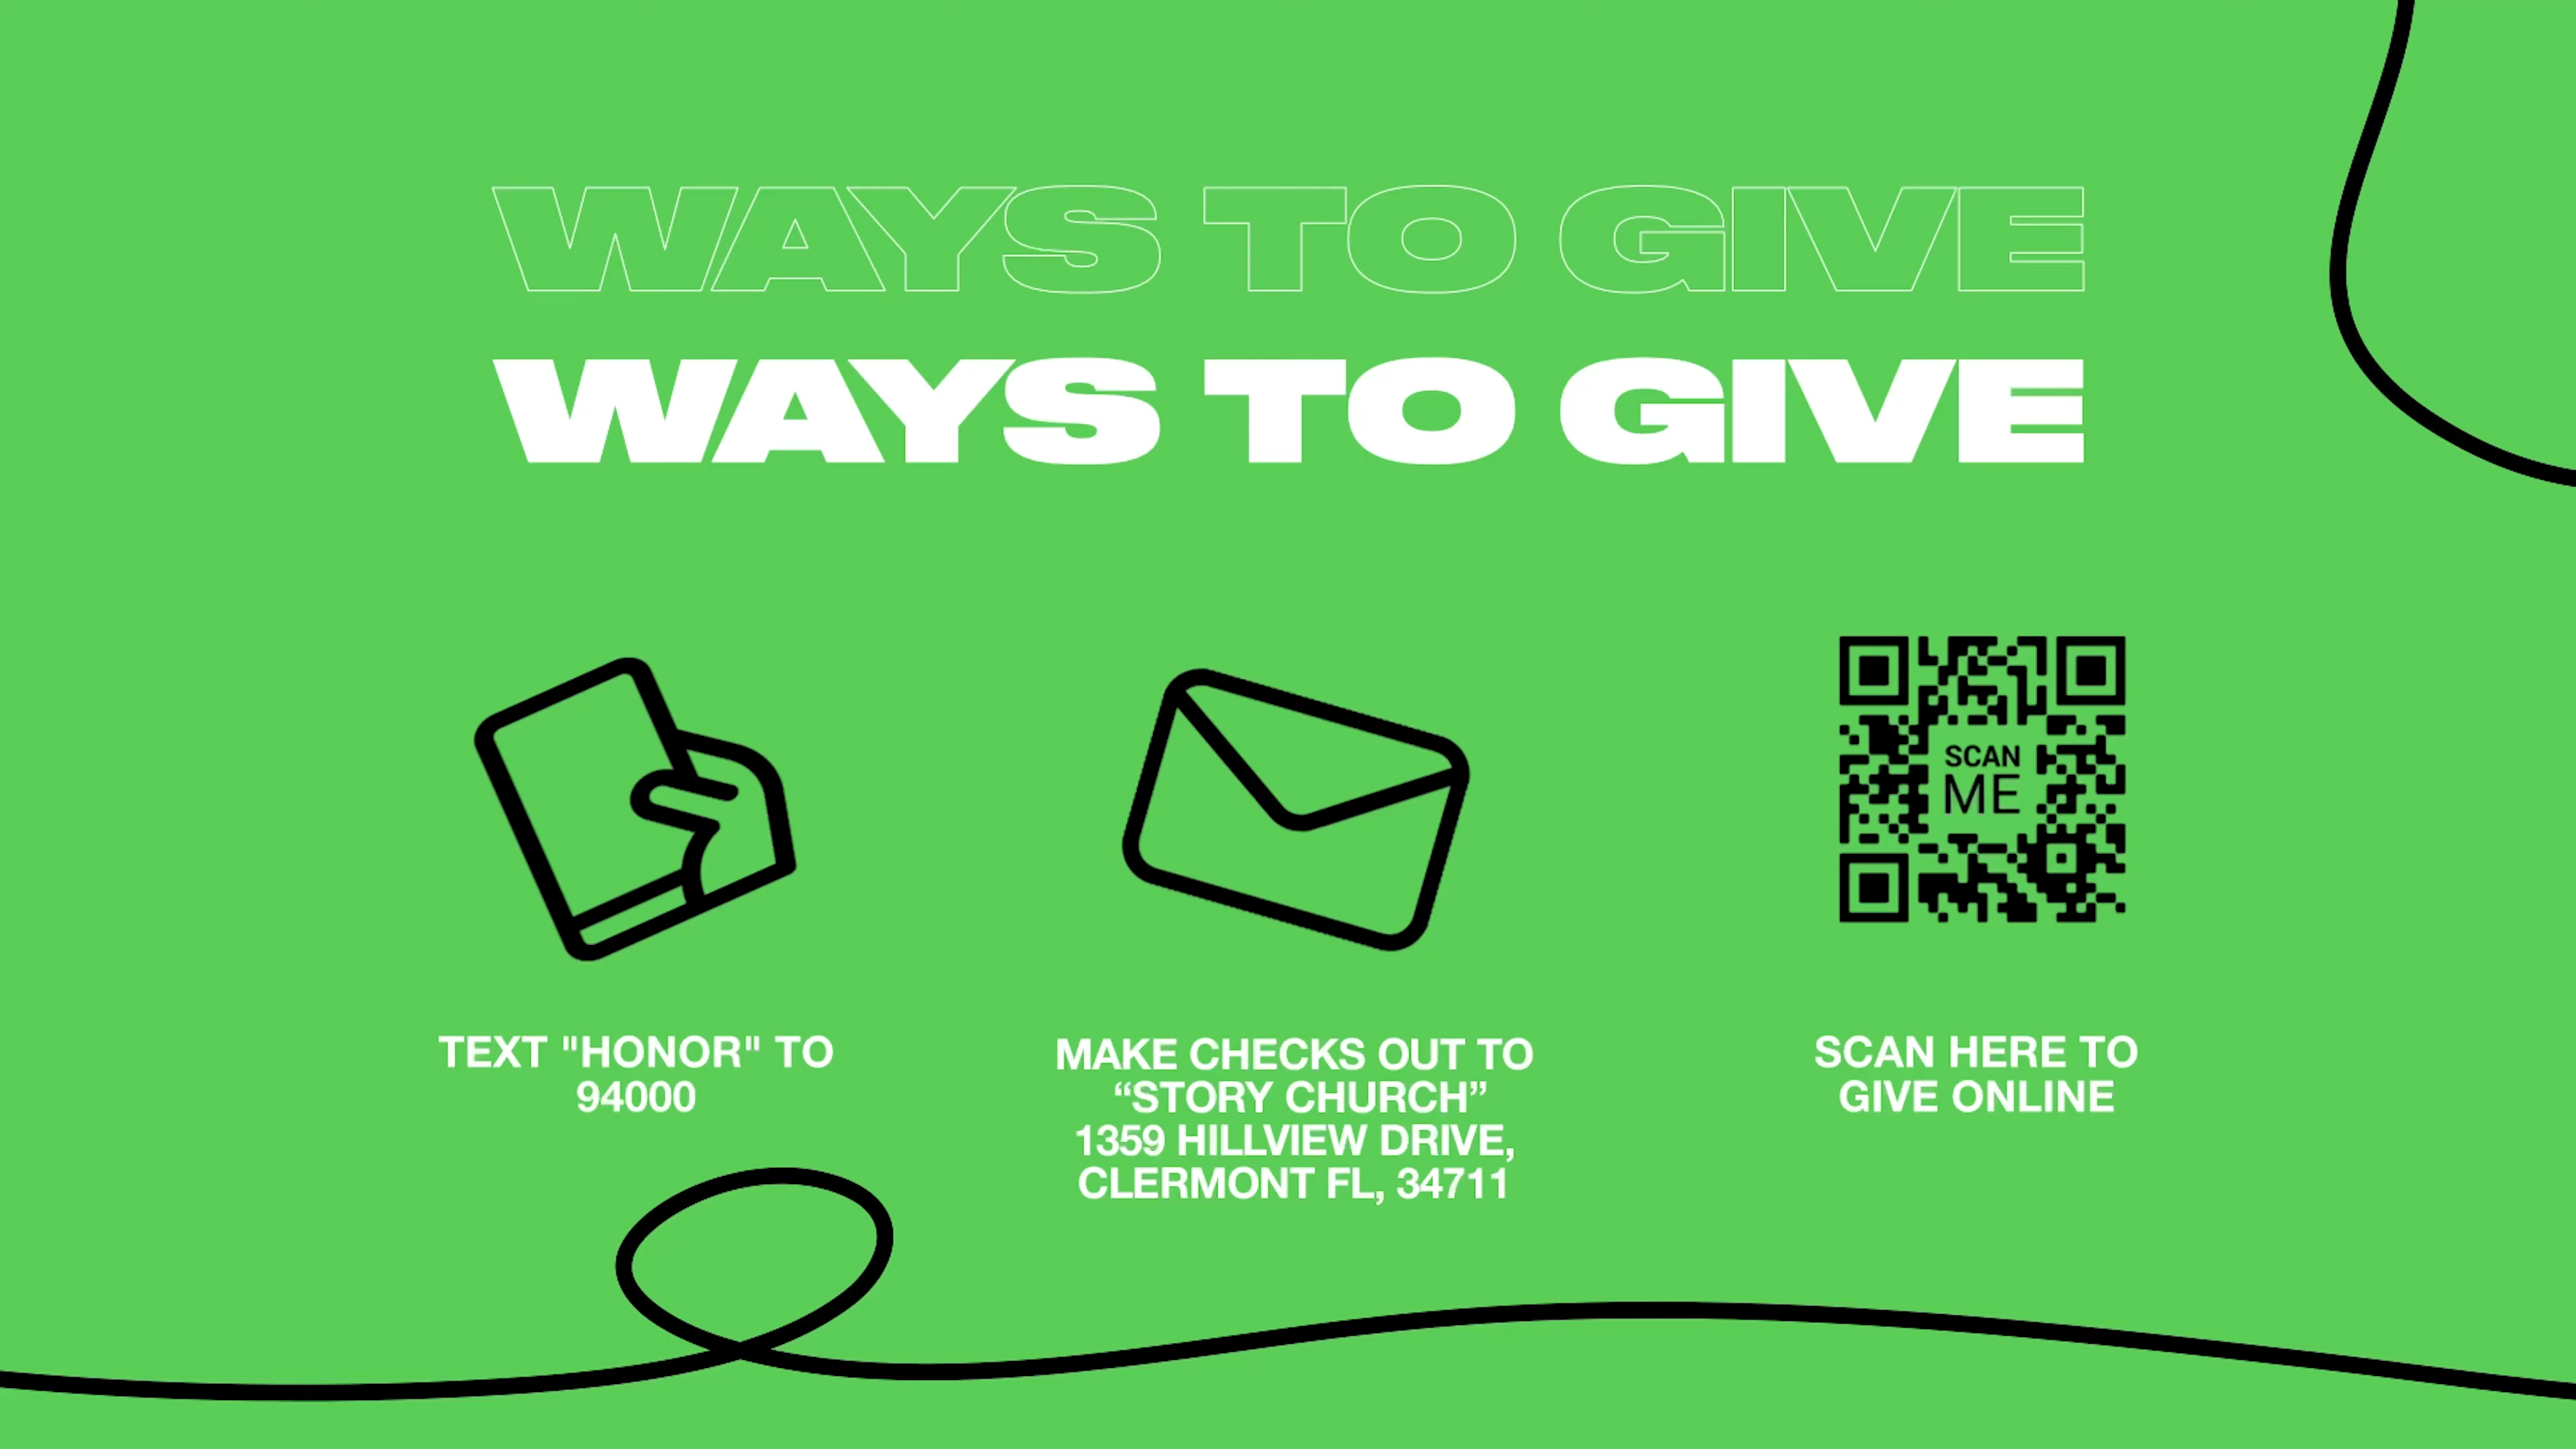 WAYS TO GIVE
WAYS TO GIVE
TEXT "HONOR" TO
94000
MAKE CHECKS OUT TO
“STORY CHURCH”
1359 HILLVIEW DRIVE,
CLERMONT FL, 34711
SCAN
ME
SCAN HERE TO
GIVE ONLINE